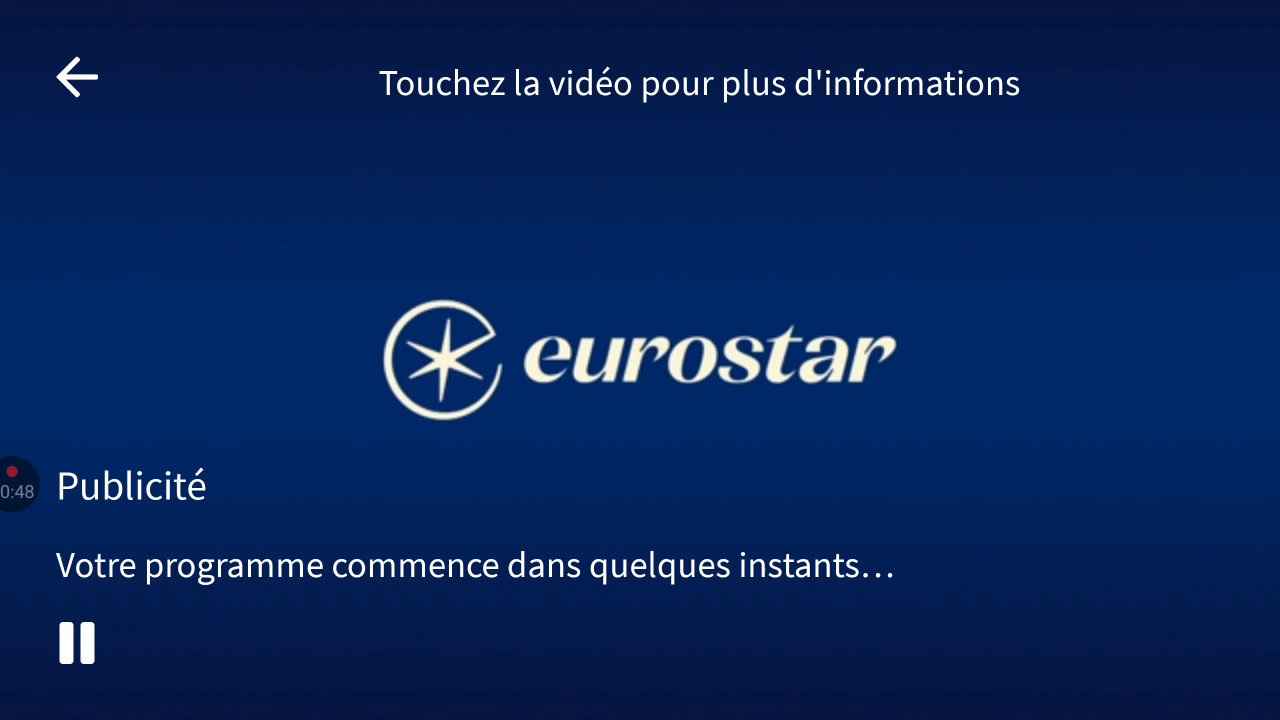 Touchez la vidéo pour plus d'informations
eurostar
0:48
Publicité
Votre programme commence dans quelques instants…